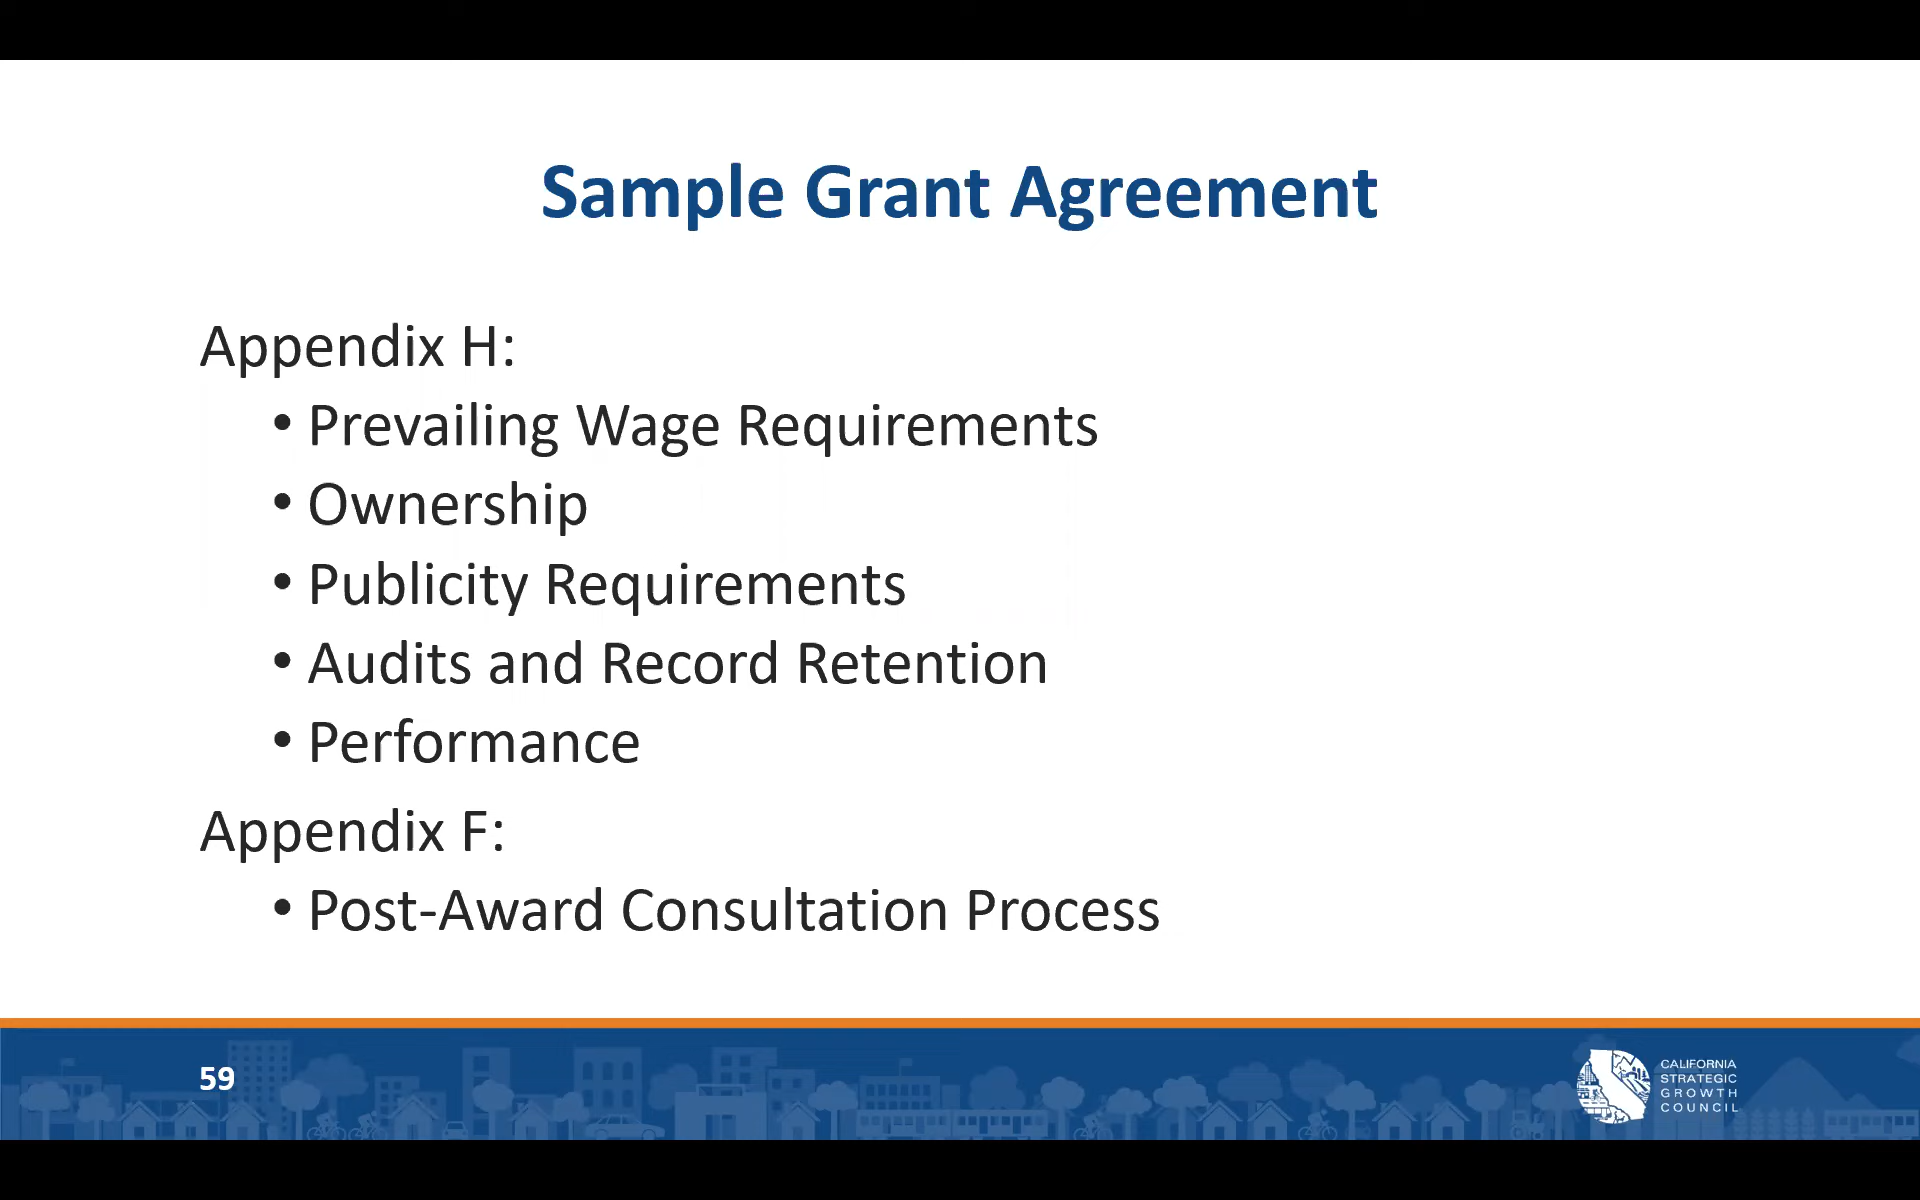 Sample Grant Agreement
Appendix H:
• Prevailing Wage Requirements
• Ownership
• Publicity Requirements
• Audits and Record Retention
• Performance
Appendix F:
• Post-Award Consultation Process
59
CALIFORNIA
STRATEGIC
GROWTH
COUNCIL